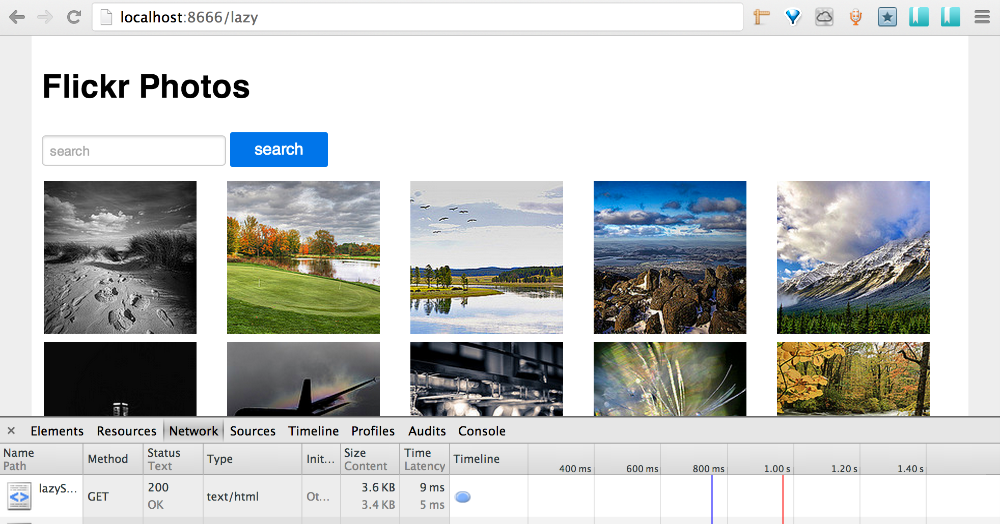 localhost:8666/lazy
Flickr Photos
search search
Elements Resources Network Sources Timeline Profiles Audits Console
Name Method Status Type Init... Size Time Timeline
Path Text Content Latency
400 ms 600 ms 800 ms 1.00 s 1.20 s 1.40 s
lazyS... GET 200 text/html Ot... 3.6 KB 9 ms
OK 3.4 KB 5 ms